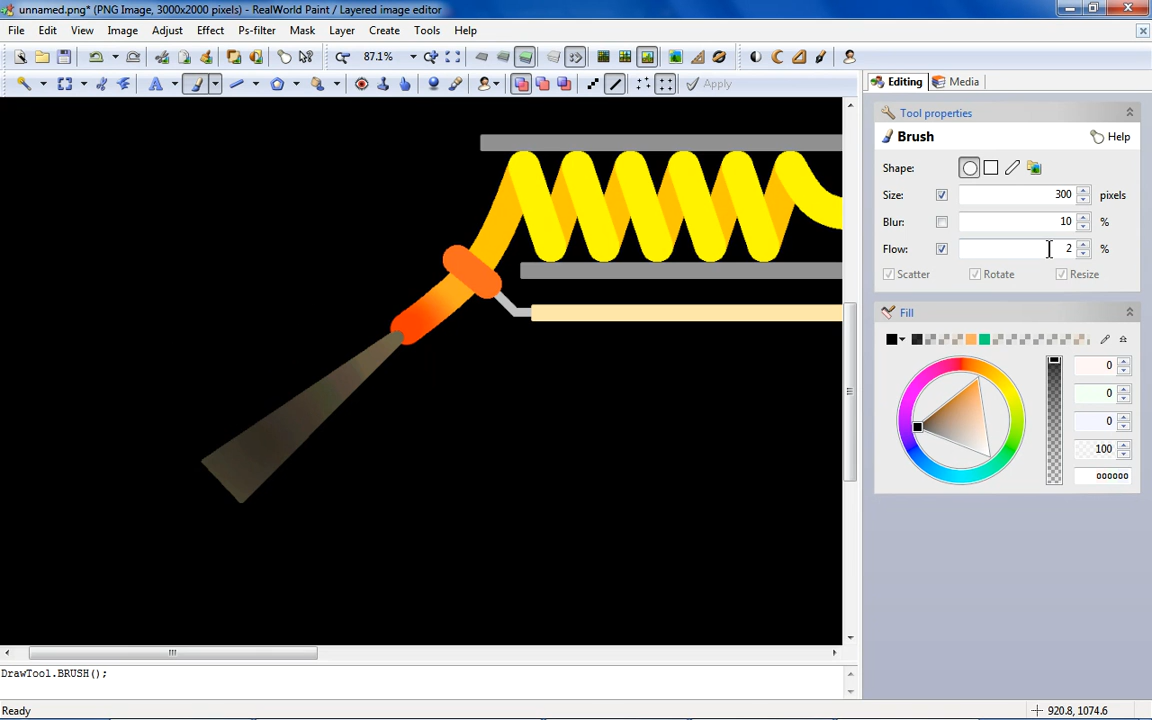 unnamed.png* (PNG Image, 3000x2000 pixels) - RealWorld Paint / Layered image editor
File Edit View Image Adjust Effect Ps-filter Mask Create Layer Tools Help
87.1%
Apply
Editing Media
Tool properties
Brush Help
Shape:
Size: 300 pixels
Blur: 10 %
Flow: 2 %
Scatter Rotate Resize
Fill
0
0
0
100
000000
DrawTool.BRUSH();
Ready 920.8, 1074.6